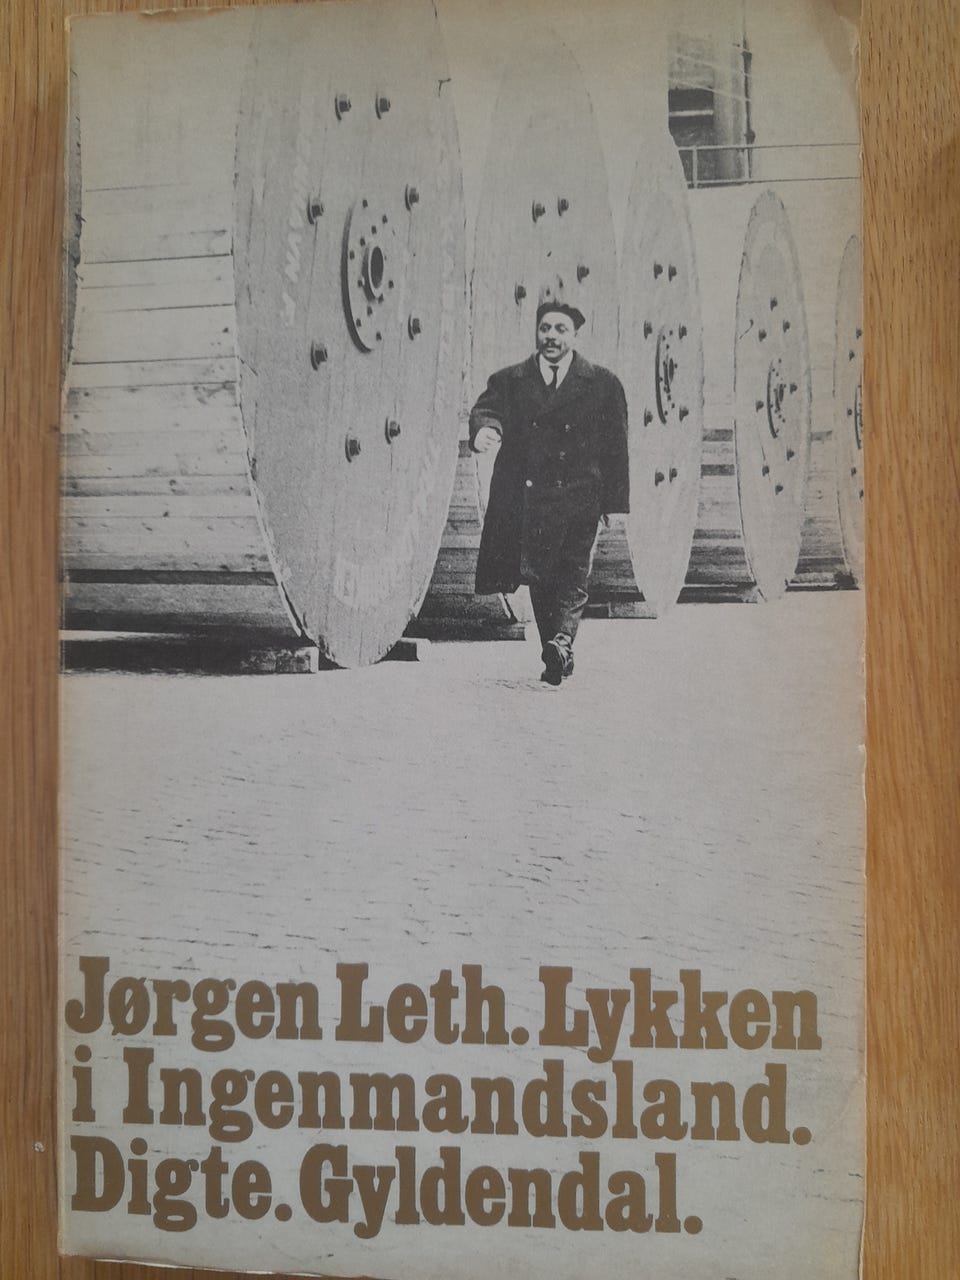 Jørgen Leth. Lykken
i Ingenmandsland.
Digte. Gyldendal.